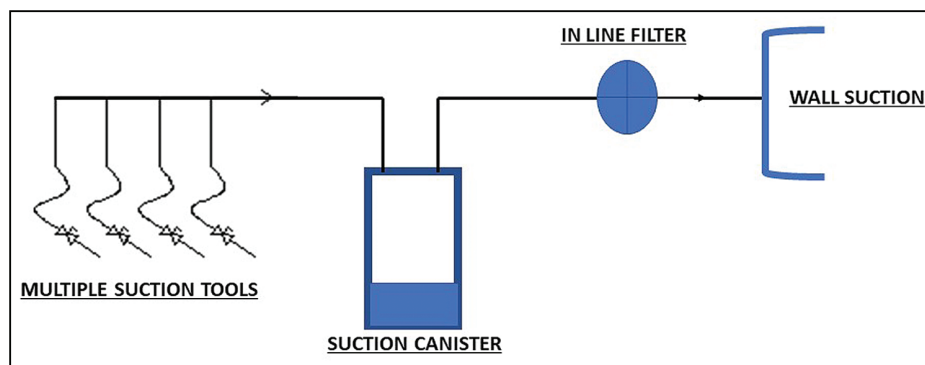 IN LINE FILTER
WALL SUCTION
MULTIPLE SUCTION TOOLS
SUCTION CANISTER